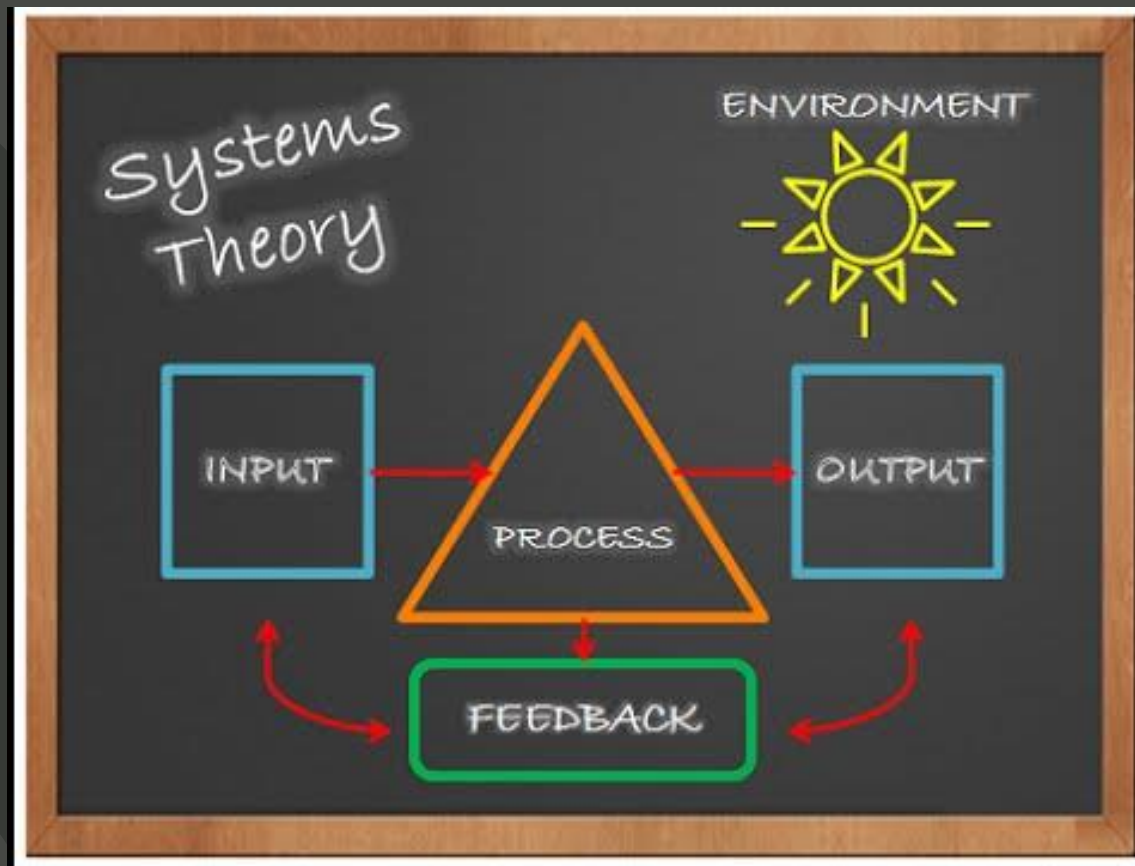 Systems
Theory
ENVIRONMENT
INPUT
PROCESS
OUTPUT
FEEDBACK